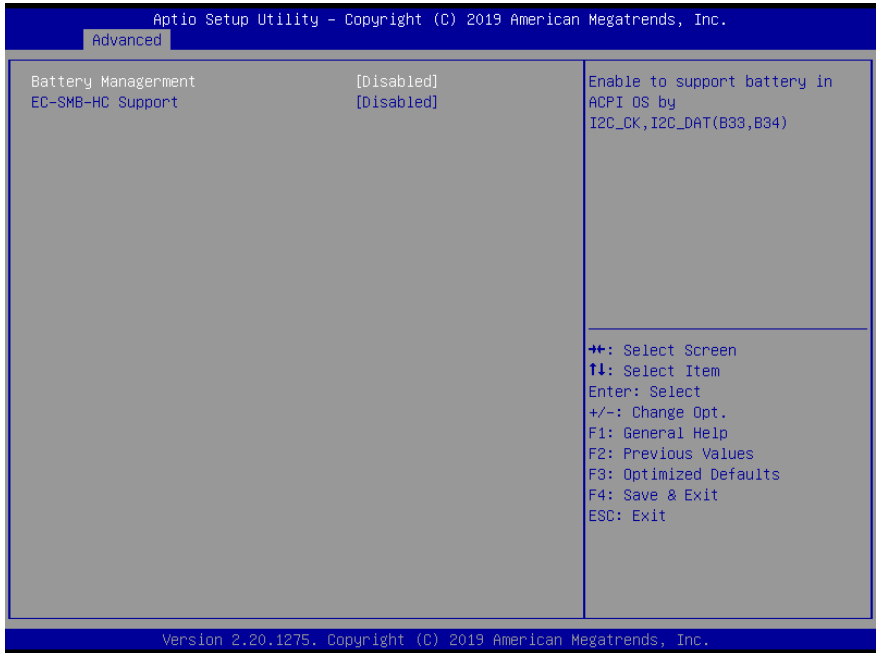 Aptio Setup Utility – Copyright (C) 2019 American Megatrends, Inc.
Advanced
Battery Managerment [Disabled]
EC-SMB-HC Support [Disabled]
Enable to support battery in
ACPI OS by
I2C_CK,I2C_DAT(B33,B34)
→←: Select Screen
↑↓: Select Item
Enter: Select
+/-: Change Opt.
F1: General Help
F2: Previous Values
F3: Optimized Defaults
F4: Save & Exit
ESC: Exit
Version 2.20.1275. Copyright (C) 2019 American Megatrends, Inc.